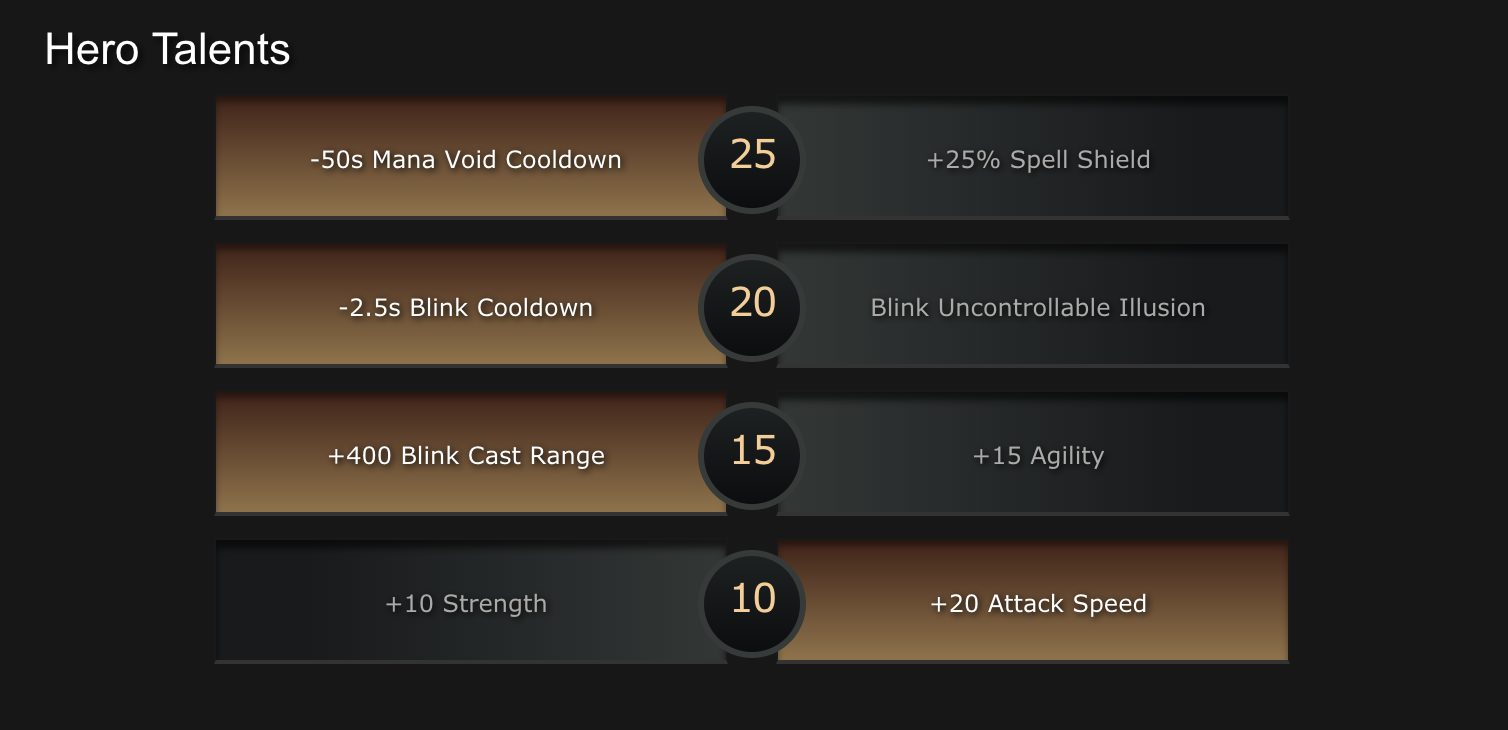 Hero Talents
-50s Mana Void Cooldown 25 +25% Spell Shield
-2.5s Blink Cooldown 20 Blink Uncontrollable Illusion
+400 Blink Cast Range 15 +15 Agility
+10 Strength 10 +20 Attack Speed